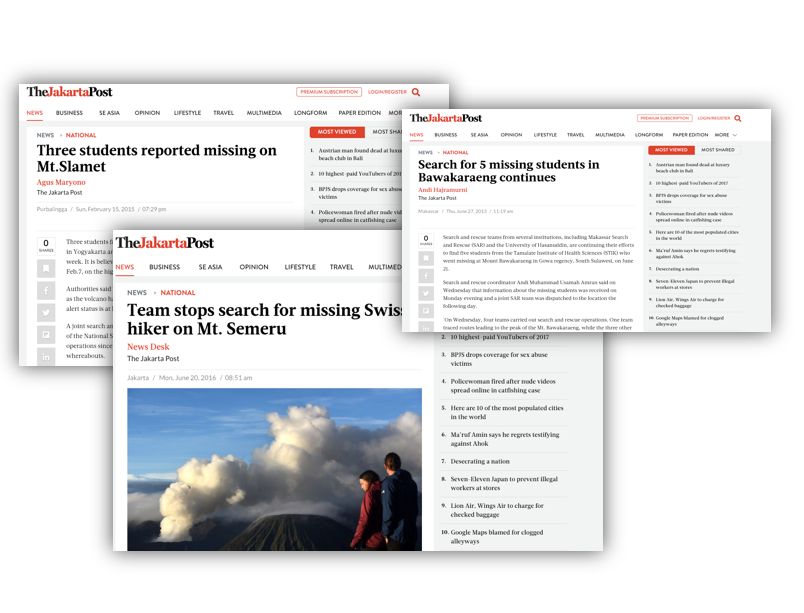 TheJakartaPost
PREMIUM SUBSCRIPTION LOGIN/REGISTER
NEWS BUSINESS SE ASIA OPINION LIFESTYLE TRAVEL MULTIMEDIA LONGFORM PAPER EDITION
NEWS > NATIONAL
Three students reported missing on
Mt.Slamet
Agus Maryono
The Jakarta Post
Purbalingga / Sun, February 15, 2015 / 07:29 pm
0
SHARES
Three students
in Yogyakarta
week. It is
Feb.7, on the
Authorities said
as the volcano
alert status is at
A joint search an
of the National S
operations since
whereabouts.
MOST VIEWED MOST
1. Austrian man found dead at
beach club in Bali
2. 10 highest-paid YouTubers of
3. BPJS drops coverage for sex
victims
4. Policewoman fired after nude
spread online in catfishing case
TheJakartaPost
PREMIUM SUBSCRIPTION LOGIN/REGISTER
NEWS BUSINESS SE ASIA OPINION LIFESTYLE TRAVEL MULTIMEDIA LONGFORM PAPER EDITION MORE
NEWS > NATIONAL
Search for 5 missing students in
Bawakaraeng continues
Andi Hajramurni
The Jakarta Post
Makassar / Thu, June 27, 2013 / 11:19 am
0
SHARES
Search and rescue teams from several institutions, including Makassar Search
and Rescue (SAR) and the University of Hasanuddin, are continuing their efforts
to find five students from the Tamalate Institute of Health Sciences (STIK) who
went missing at Mount Bawakaraeng in Gowa regency, South Sulawesi, on June
21.
Search and rescue coordinator Andi Muhammad Usamah Amran said on
Wednesday that information about the missing students was received on
Monday evening and a joint SAR team was dispatched to the location the
following day.
"On Wednesday, four teams carried out search and rescue operations. One team
traced routes leading to the peak of the Mt. Bawakaraeng, while the three other
MOST VIEWED MOST SHARED
1. Austrian man found dead at luxury
beach club in Bali
2. 10 highest-paid YouTubers of 2017
3. BPJS drops coverage for sex abuse
victims
4. Policewoman fired after nude videos
spread online in catfishing case
5. Here are 10 of the most populated cities
in the world
6. Ma'ruf Amin says he regrets testifying
against Ahok
7. Desecrating a nation
8. Seven-Eleven Japan to prevent illegal
workers at stores
9. Lion Air, Wings Air to charge for
checked baggage
10. Google Maps blamed for clogged
alleyways
TheJakartaPost
NEWS BUSINESS SE ASIA OPINION LIFESTYLE TRAVEL
NEWS > NATIONAL
Team stops search for missing Swiss
hiker on Mt. Semeru
News Desk
The Jakarta Post
Jakarta / Mon, June 20, 2016 / 08:51 am
2. 10 highest-paid YouTubers of 2017
3. BPJS drops coverage for sex abuse
victims
4. Policewoman fired after nude videos
spread online in catfishing case
5. Here are 10 of the most populated cities
in the world
6. Ma'ruf Amin says he regrets testifying
against Ahok
7. Desecrating a nation
8. Seven-Eleven Japan to prevent illegal
workers at stores
9. Lion Air, Wings Air to charge for
checked baggage
10. Google Maps blamed for clogged
alleyways